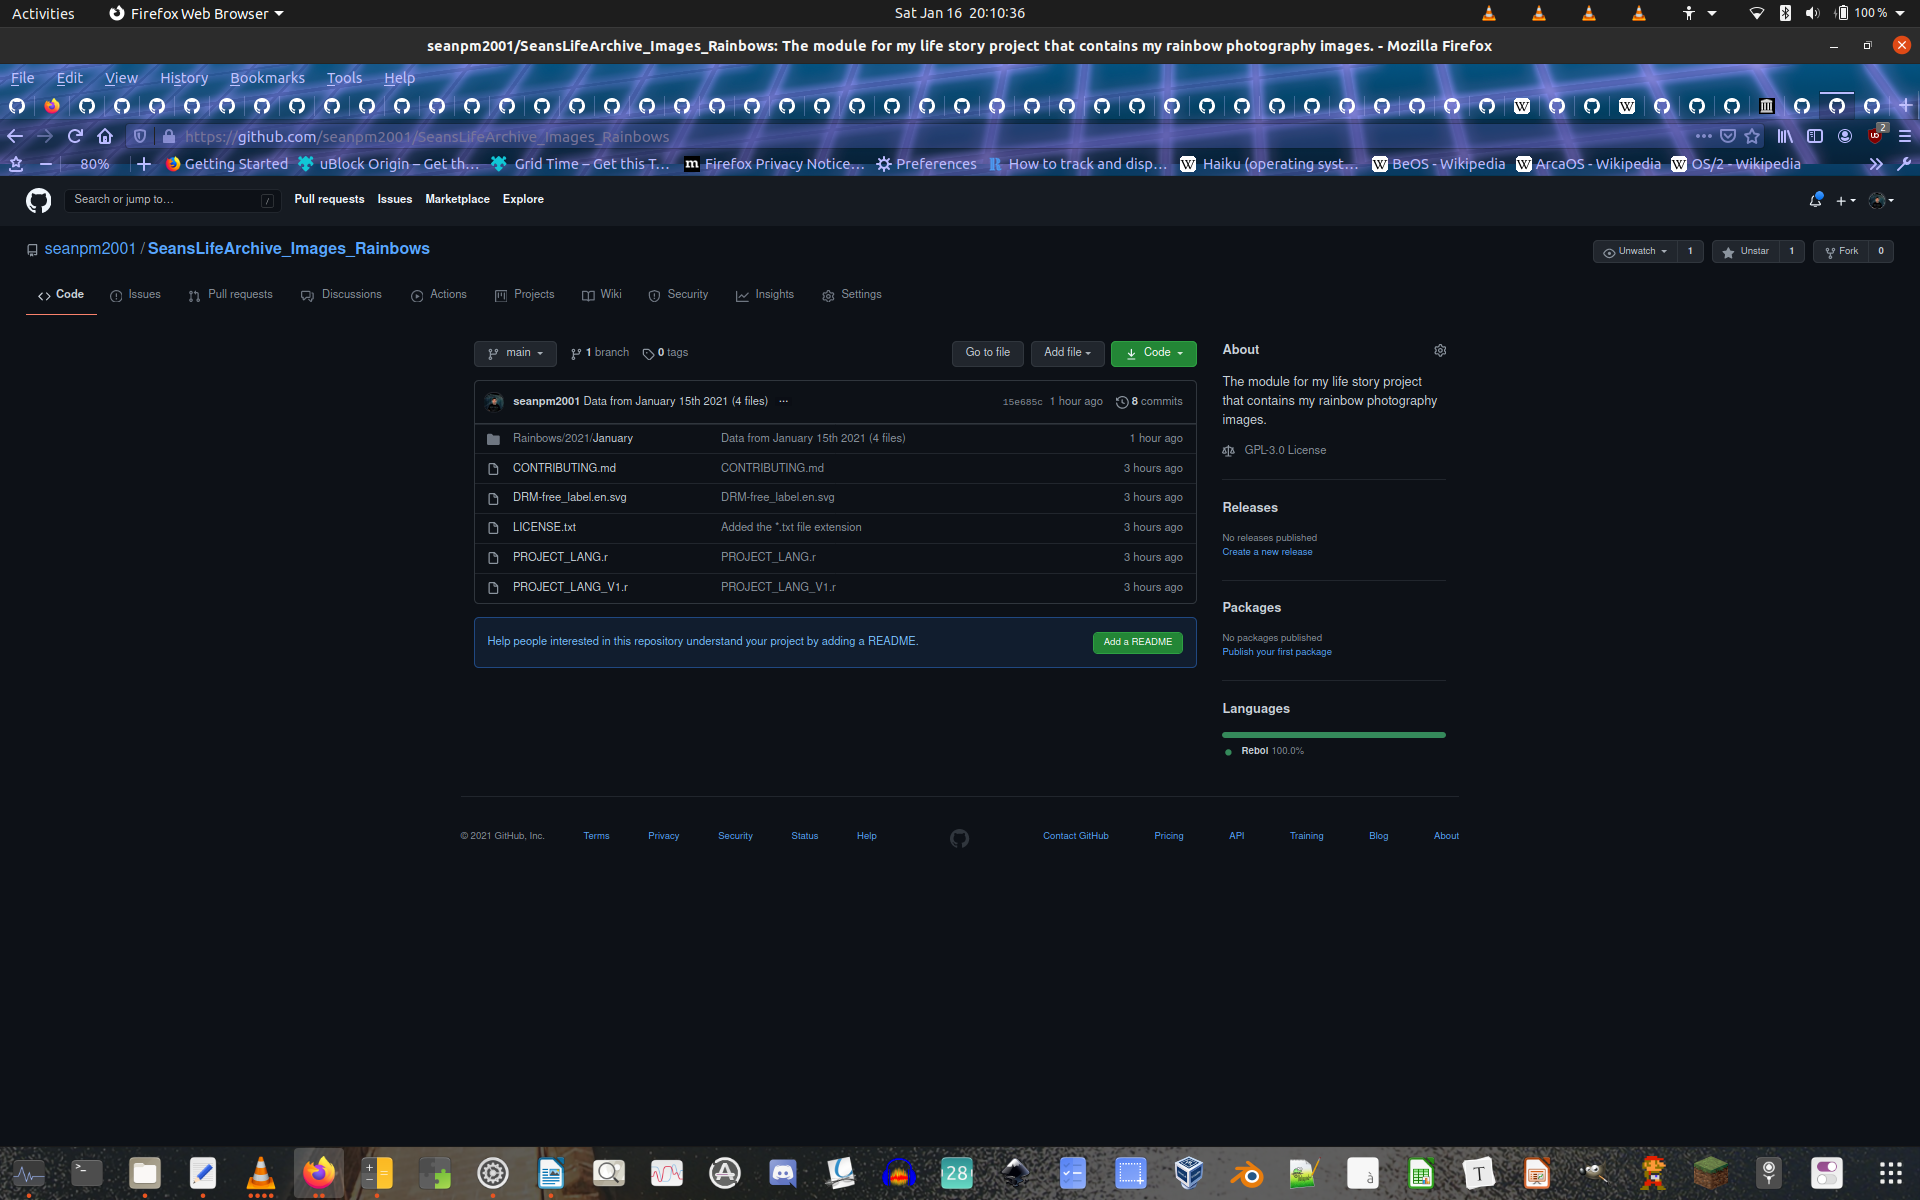 Activities Firefox Web Browser Sat Jan 16 20:10:36 100 %
seanpm2001/SeansLifeArchive_Images_Rainbows: The module for my life story project that contains my rainbow photography images. - Mozilla Firefox
File Edit View History Bookmarks Tools Help
https://github.com/seanpm2001/SeansLifeArchive_Images_Rainbows 2
80% Getting Started uBlock Origin – Get th… Grid Time – Get this T… Firefox Privacy Notice… Preferences How to track and disp… Haiku (operating syst… BeOS - Wikipedia ArcaOS - Wikipedia OS/2 - Wikipedia
Search or jump to… / Pull requests Issues Marketplace Explore
seanpm2001 / SeansLifeArchive_Images_Rainbows Unwatch 1 Unstar 1 Fork 0
Code Issues Pull requests Discussions Actions Projects Wiki Security Insights Settings
main 1 branch 0 tags Go to file Add file Code
seanpm2001 Data from January 15th 2021 (4 files) ... 15e685c 1 hour ago 8 commits
Rainbows/2021/January Data from January 15th 2021 (4 files) 1 hour ago
CONTRIBUTING.md CONTRIBUTING.md 3 hours ago
DRM-free_label.en.svg DRM-free_label.en.svg 3 hours ago
LICENSE.txt Added the *.txt file extension 3 hours ago
PROJECT_LANG.r PROJECT_LANG.r 3 hours ago
PROJECT_LANG_V1.r PROJECT_LANG_V1.r 3 hours ago
Help people interested in this repository understand your project by adding a README. Add a README
About
The module for my life story project
that contains my rainbow photography
images.
GPL-3.0 License
Releases
No releases published
Create a new release
Packages
No packages published
Publish your first package
Languages
Rebol 100.0%
© 2021 GitHub, Inc. Terms Privacy Security Status Help Contact GitHub Pricing API Training Blog About
28